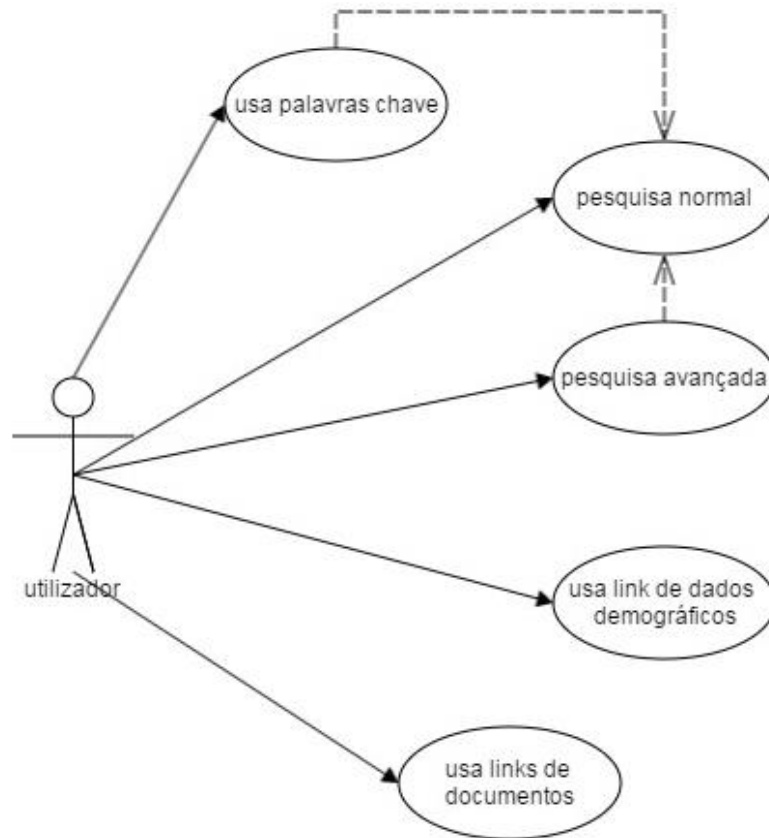 usa palavras chave
pesquisa normal
pesquisa avançada
utilizador
usa link de dados
demográficos
usa links de
documentos